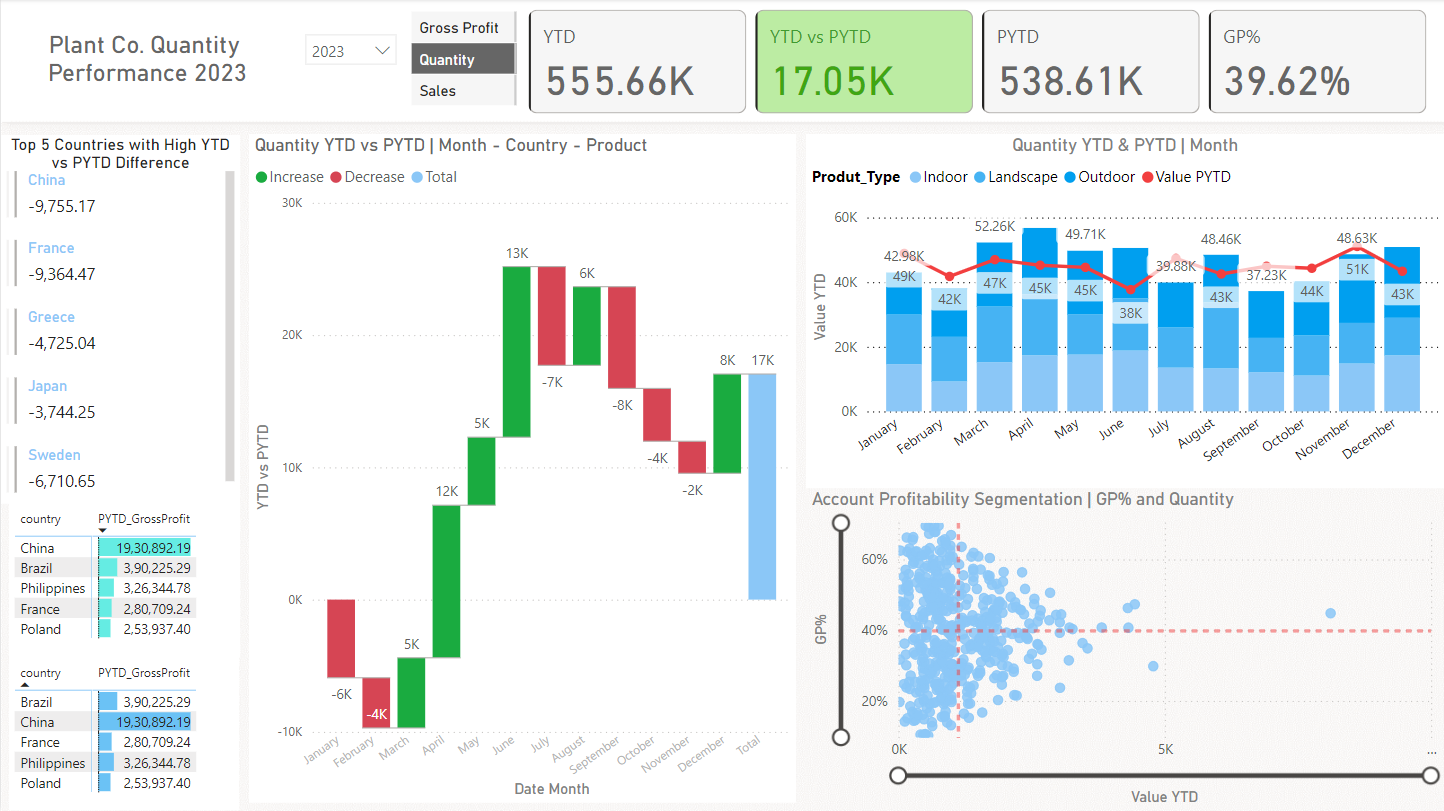 Plant Co. Quantity
Performance 2023
2023
Gross Profit
Quantity
Sales
YTD
555.66K
YTD vs PYTD
17.05K
PYTD
538.61K
GP%
39.62%
Top 5 Countries with High YTD
vs PYTD Difference
China
-9,755.17
France
-9,364.47
Greece
-4,725.04
Japan
-3,744.25
Sweden
-6,710.65
country PYTD_GrossProfit
China 19,30,892.19
Brazil 3,90,225.29
Philippines 3,26,344.78
France 2,80,709.24
Poland 2,53,937.40
country PYTD_GrossProfit
Brazil 3,90,225.29
China 19,30,892.19
France 2,80,709.24
Philippines 3,26,344.78
Poland 2,53,937.40
Quantity YTD vs PYTD | Month - Country - Product
Increase Decrease Total
YTD vs PYTD
30K
20K
10K
0K
-10K
-6K
-4K
5K
12K
5K
13K
-7K
6K
-8K
-4K
-2K
8K
17K
January February March April May June July August September October November December Total
Date Month
Quantity YTD & PYTD | Month
Produt_Type Indoor Landscape Outdoor Value PYTD
Value YTD
60K
40K
20K
0K
42.98K 52.26K 49.71K 39.88K 48.46K 37.23K 48.63K
49K 42K 47K 45K 45K 38K 43K 44K 51K 43K
January February March April May June July August September October November December
Account Profitability Segmentation | GP% and Quantity
GP%
60%
40%
20%
0K 5K ...
Value YTD